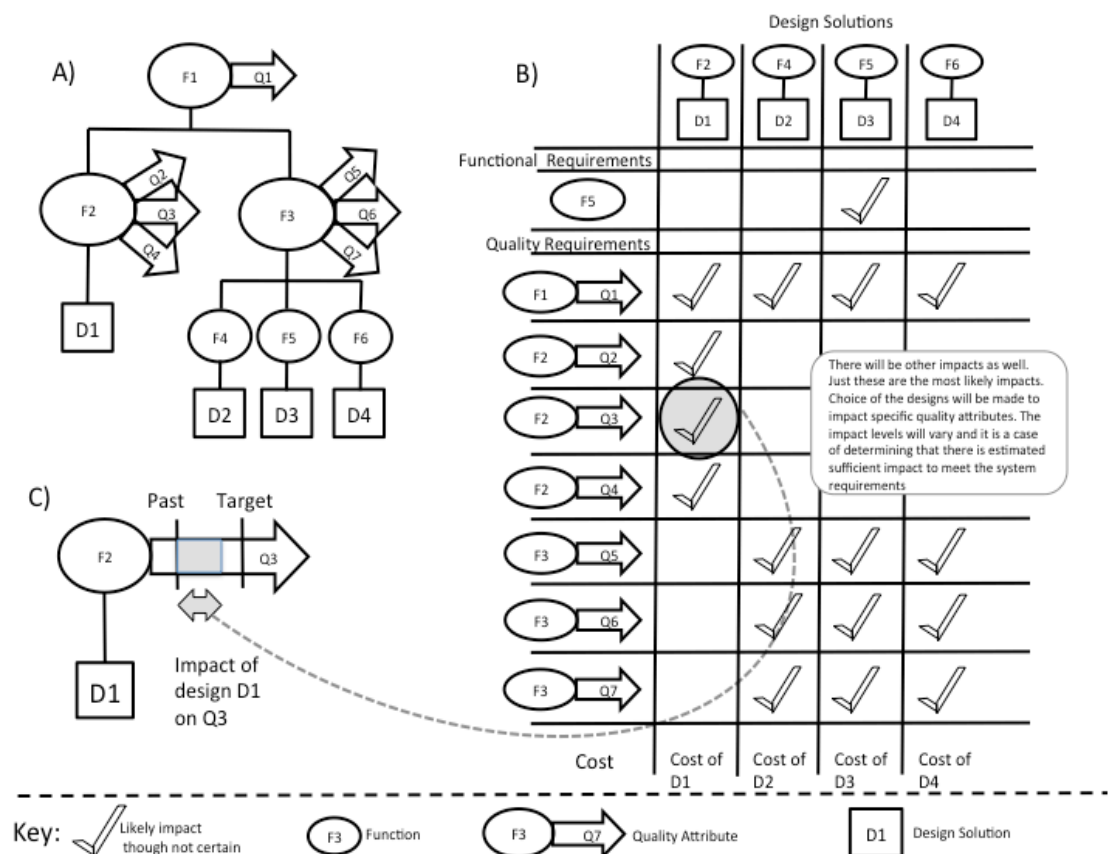 A)
F1
Q1
F2
Q2
Q3
Q4
F3
Q5
Q6
Q7
D1
F4
F5
F6
D2
D3
D4
B)
Design Solutions
F2
F4
F5
F6
D1
D2
D3
D4
Functional Requirements
F5
Quality Requirements
F1
Q1
F2
Q2
F2
Q3
F2
Q4
F3
Q5
F3
Q6
F3
Q7
There will be other impacts as well.
Just these are the most likely impacts.
Choice of the designs will be made to
impact specific quality attributes. The
impact levels will vary and it is a case
of determining that there is estimated
sufficient impact to meet the system
requirements
Cost
Cost of
D1
Cost of
D2
Cost of
D3
Cost of
D4
C)
Past
Target
F2
Q3
D1
Impact of
design D1
on Q3
Key:
Likely impact
though not certain
F3
Function
F3
Q7
Quality Attribute
D1
Design Solution